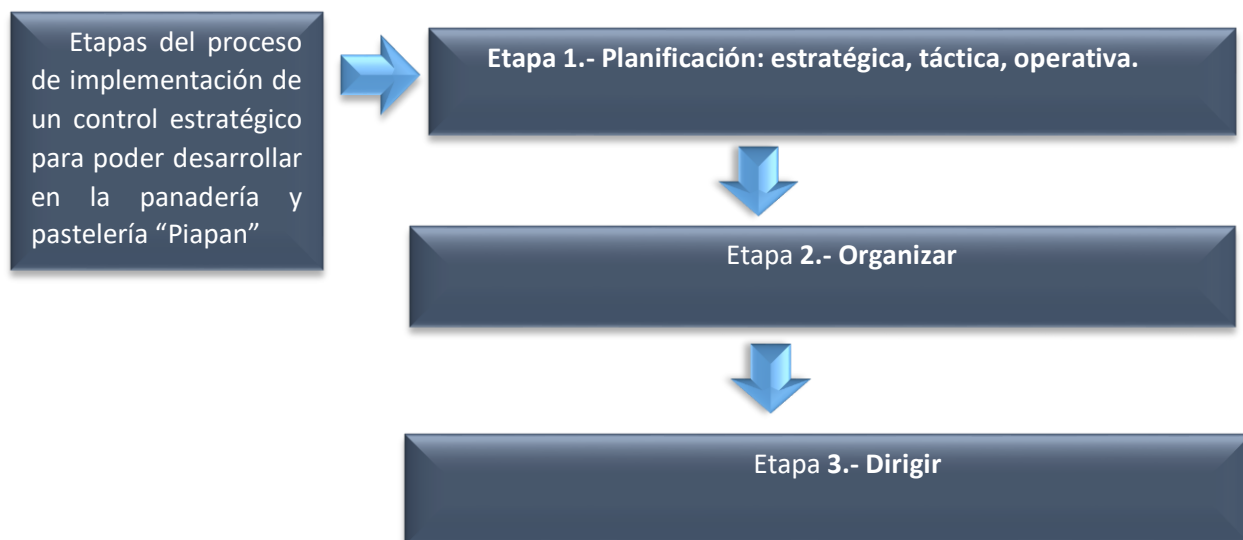 Etapas del proceso
de implementación de
un control estratégico
para poder desarrollar
en la panadería y
pastelería “Piapan”
Etapa 1.- Planificación: estratégica, táctica, operativa.
Etapa 2.- Organizar
Etapa 3.- Dirigir